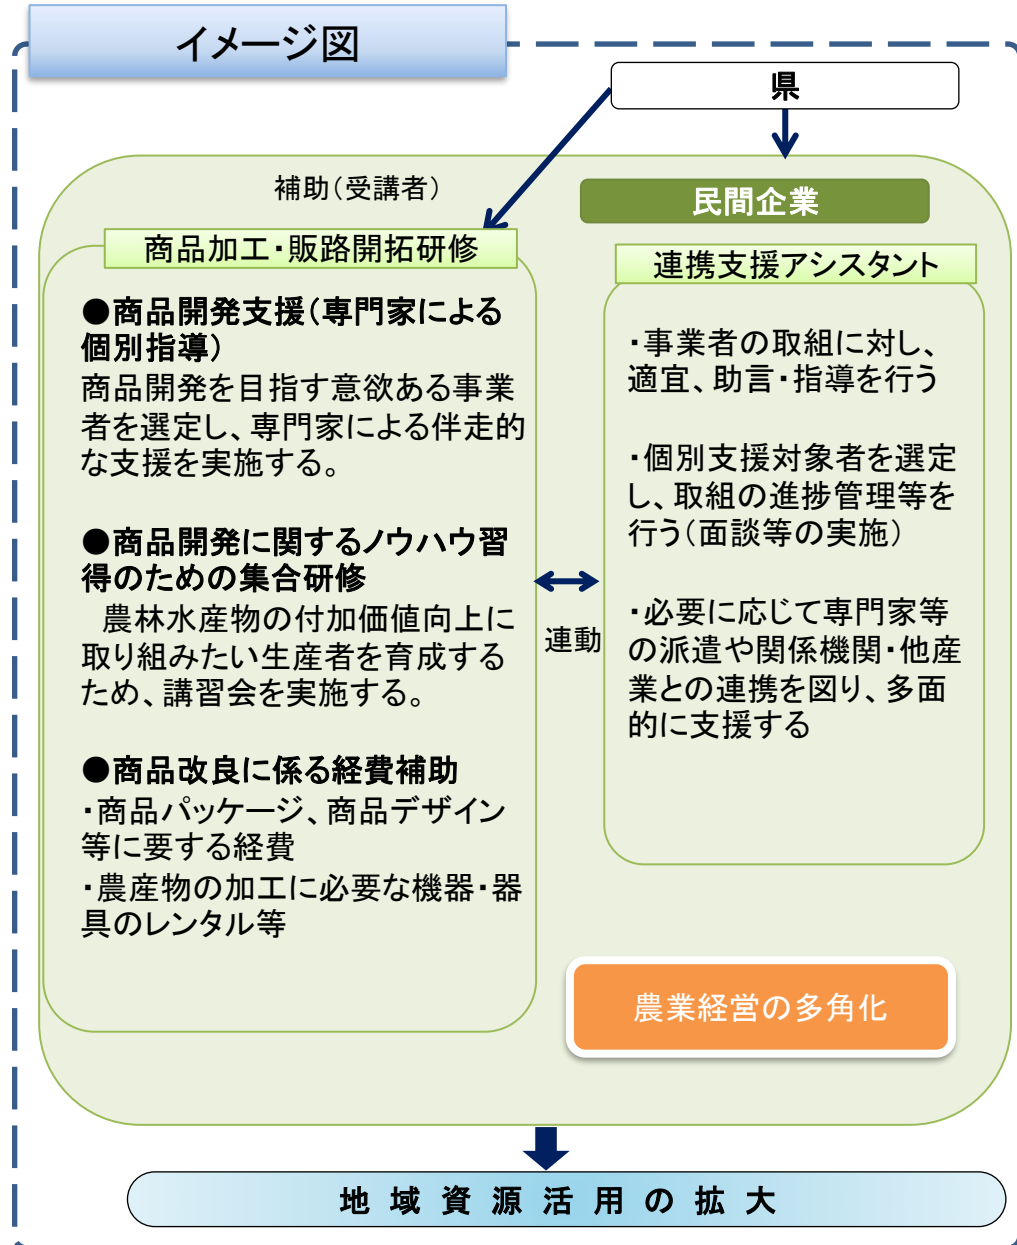 イメージ図
県
補助（受講者）
民間企業
商品加工・販路開拓研修
●商品開発支援（専門家による
個別指導）
商品開発を目指す意欲ある事業
者を選定し、専門家による伴走的
な支援を実施する。
●商品開発に関するノウハウ習
得のための集合研修
　農林水産物の付加価値向上に
取り組みたい生産者を育成する
ため、講習会を実施する。
●商品改良に係る経費補助
・商品パッケージ、商品デザイン
等に要する経費
・農産物の加工に必要な機器・器
具のレンタル等
連動
連携支援アシスタント
・事業者の取組に対し、
適宜、助言・指導を行う
・個別支援対象者を選定
し、取組の進捗管理等を
行う（面談等の実施）
・必要に応じて専門家等
の派遣や関係機関・他産
業との連携を図り、多面
的に支援する
農業経営の多角化
地域資源活用の拡大